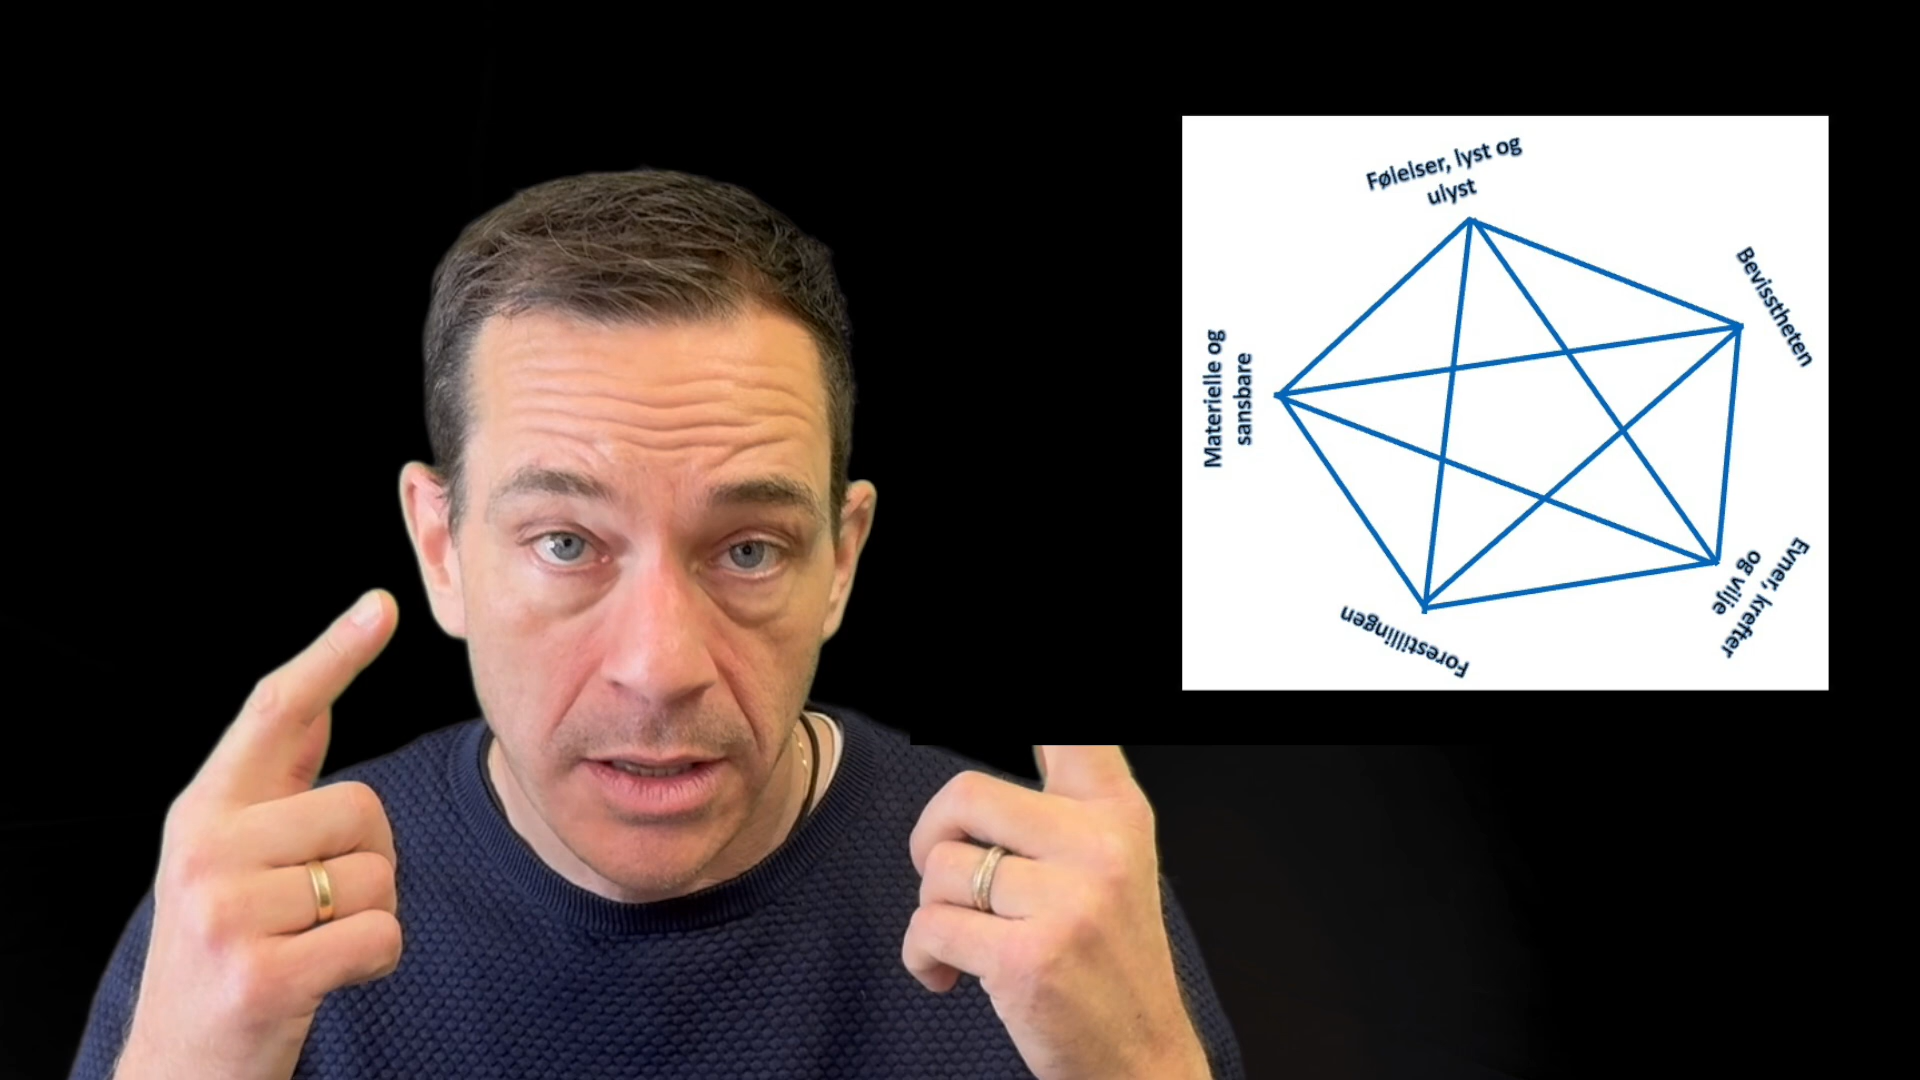 Følelser, lyst og
ulyst
Bevisstheten
Materielle og
sansbare
Evner, krefter
og vilje
Forestillingen